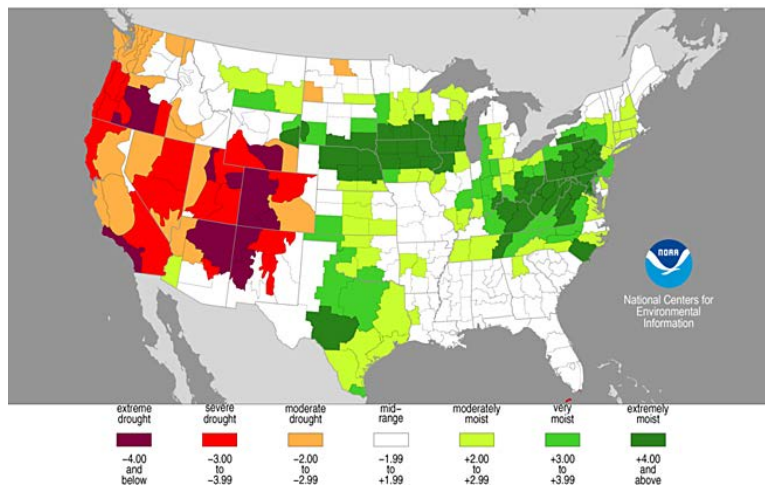 NOAA
National Centers for
Environmental
Information
extreme drought
severe drought
moderate drought
mid-range
moderately moist
very moist
extremely moist
−4.00 and below
−3.00 to −3.99
−2.00 to −2.99
−1.99 to +1.99
+2.00 to +2.99
+3.00 to +3.99
+4.00 and above